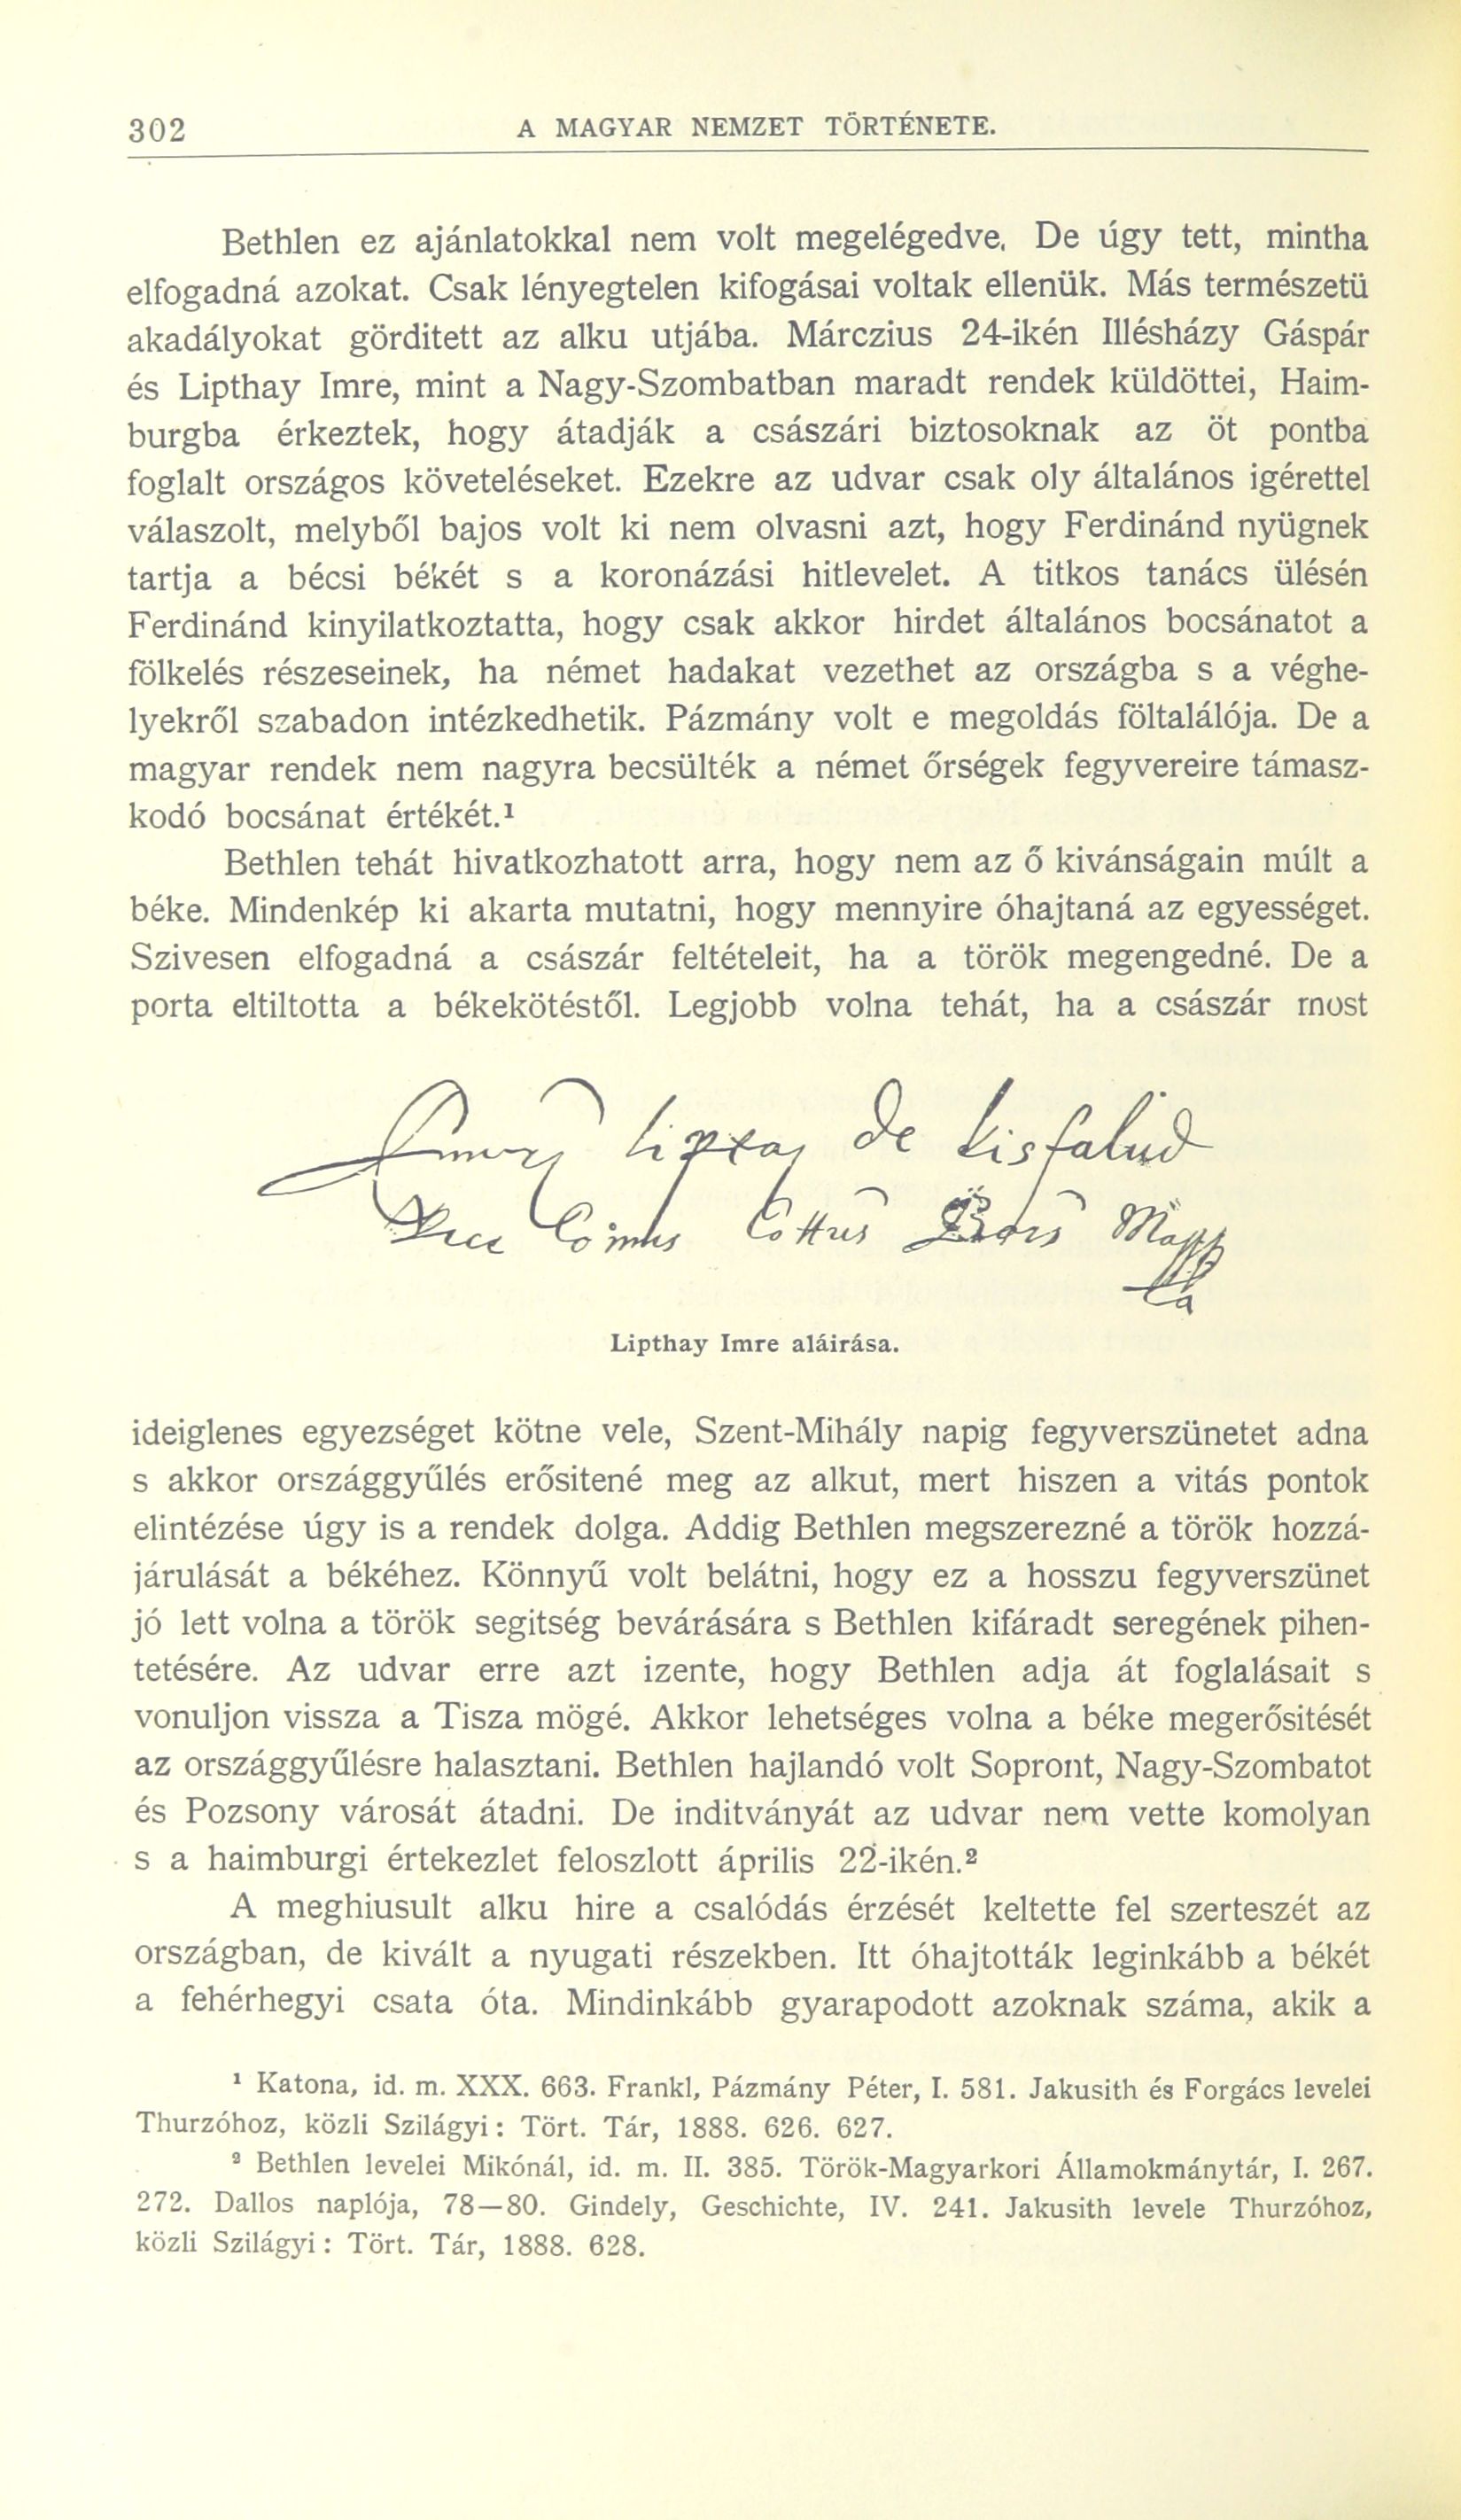 302
A MAGYAR NEMZET TÖRTÉNETE.
Bethlen ez ajánlatokkal nem volt megelégedve. De úgy tett, mintha
elfogadná azokat. Csak lényegtelen kifogásai voltak ellenük. Más természetü
akadályokat görditett az alku utjába. Márczius 24-ikén Illésházy Gáspár
és Lipthay Imre, mint a Nagy-Szombatban maradt rendek küldöttei, Haim-
burgba érkeztek, hogy átadják a császári biztosoknak az öt pontba
foglalt országos követeléseket. Ezekre az udvar csak oly általános igérettel
válaszolt, melyből bajos volt ki nem olvasni azt, hogy Ferdinánd nyügnek
tartja a bécsi békét s a koronázási hitlevelet. A titkos tanács ülésén
Ferdinánd kinyilatkoztatta, hogy csak akkor hirdet általános bocsánatot a
fölkelés részeseinek, ha német hadakat vezethet az országba s a véghe-
lyekről szabadon intézkedhetik. Pázmány volt e megoldás föltalálója. De a
magyar rendek nem nagyra becsülték a német őrségek fegyvereire támasz-
kodó bocsánat értékét.¹
Bethlen tehát hivatkozhatott arra, hogy nem az ő kivánságain múlt a
béke. Mindenkép ki akarta mutatni, hogy mennyire óhajtaná az egyességet.
Szivesen elfogadná a császár feltételeit, ha a török megengedné. De a
porta eltiltotta a békekötéstől. Legjobb volna tehát, ha a császár most
de Kisfalud
Lipthay Imre aláirása.
ideiglenes egyezséget kötne vele, Szent-Mihály napig fegyverszünetet adna
s akkor országgyűlés erősitené meg az alkut, mert hiszen a vitás pontok
elintézése úgy is a rendek dolga. Addig Bethlen megszerezné a török hozzá-
járulását a békéhez. Könnyű volt belátni, hogy ez a hosszu fegyverszünet
jó lett volna a török segitség bevárására s Bethlen kifáradt seregének pihen-
tetésére. Az udvar erre azt izente, hogy Bethlen adja át foglalásait s
vonuljon vissza a Tisza mögé. Akkor lehetséges volna a béke megerősitését
az országgyűlésre halasztani. Bethlen hajlandó volt Sopront, Nagy-Szombatot
és Pozsony városát átadni. De inditványát az udvar nem vette komolyan
s a haimburgi értekezlet feloszlott április 22-ikén.²
A meghiusult alku hire a csalódás érzését keltette fel szerteszét az
országban, de kivált a nyugati részekben. Itt óhajtották leginkább a békét
a fehérhegyi csata óta. Mindinkább gyarapodott azoknak száma, akik a
¹ Katona, id. m. XXX. 663. Frankl, Pázmány Péter, I. 581. Jakusith és Forgács levelei
Thurzóhoz, közli Szilágyi: Tört. Tár, 1888. 626. 627.
² Bethlen levelei Mikónál, id. m. II. 385. Török-Magyarkori Államokmánytár, I. 267.
272. Dallos naplója, 78—80. Gindely, Geschichte, IV. 241. Jakusith levele Thurzóhoz,
közli Szilágyi: Tört. Tár, 1888. 628.